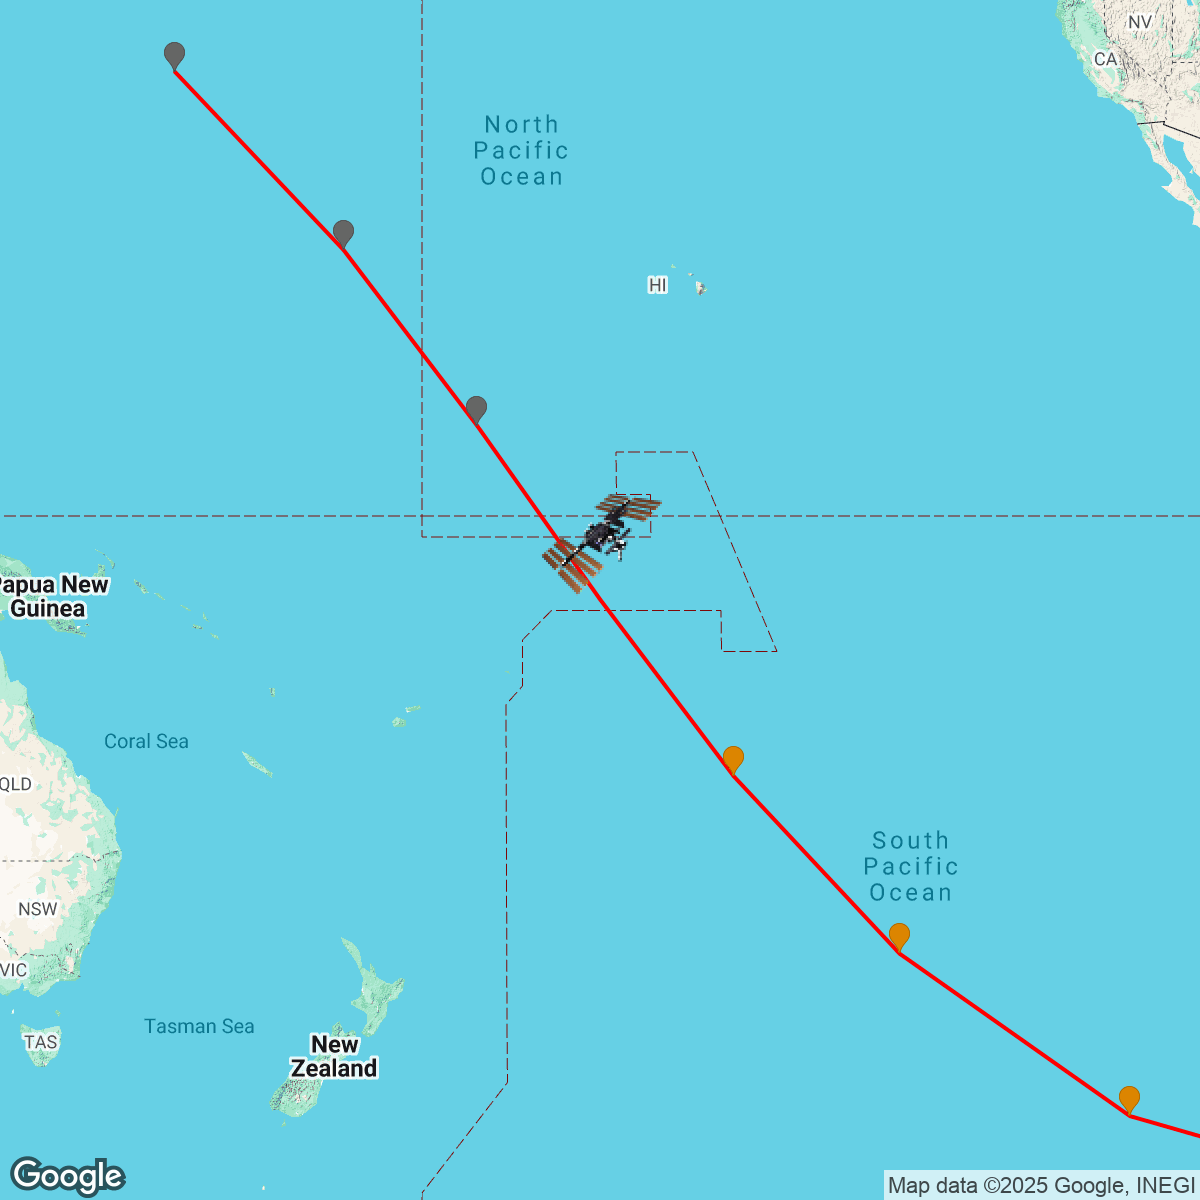 NV
CA
North
Pacific
Ocean
HI
Papua New
Guinea
Coral Sea
QLD
South
Pacific
Ocean
NSW
VIC
Tasman Sea
TAS
New
Zealand
Google
Map data ©2025 Google, INEGI